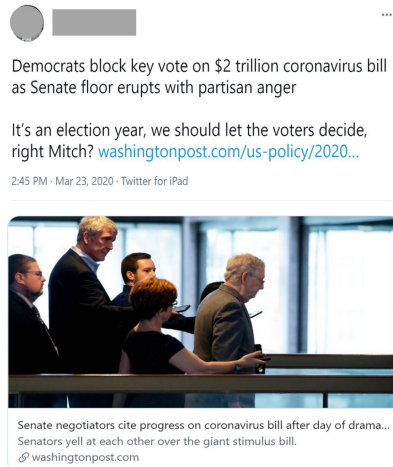 Democrats block key vote on $2 trillion coronavirus bill
as Senate floor erupts with partisan anger
It's an election year, we should let the voters decide,
right Mitch? washingtonpost.com/us-policy/2020...
2:45 PM · Mar 23, 2020 · Twitter for iPad
Senate negotiators cite progress on coronavirus bill after day of drama...
Senators yell at each other over the giant stimulus bill.
washingtonpost.com